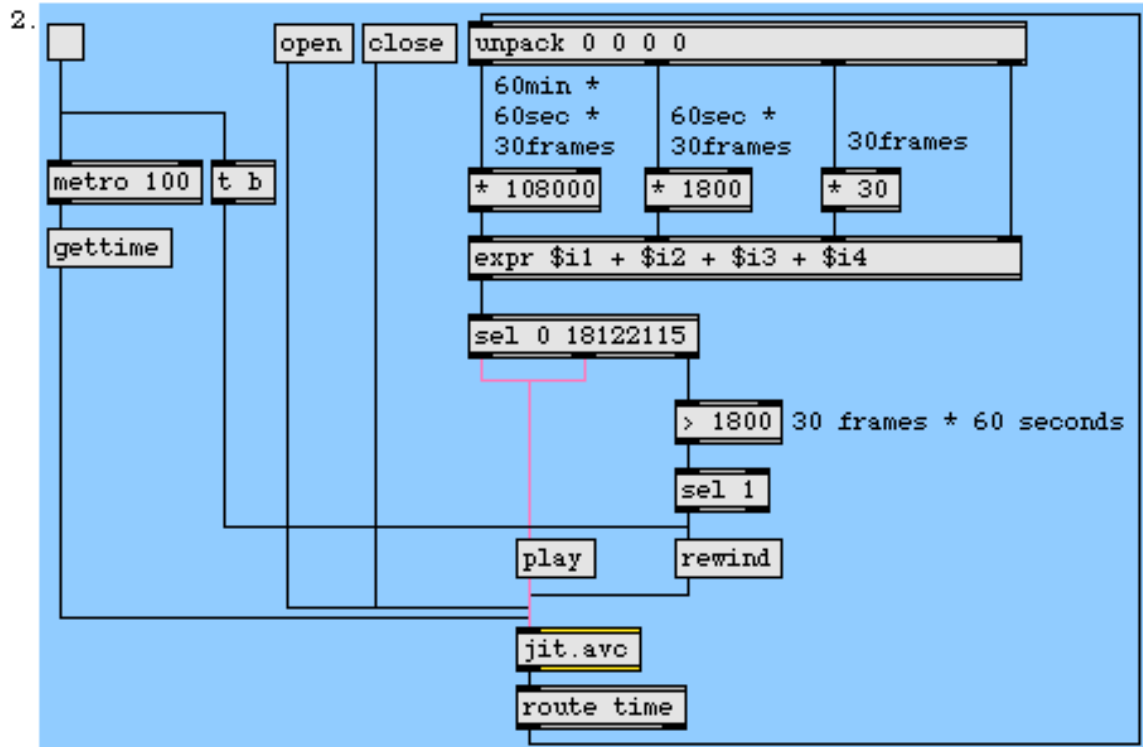 2.
open
close
unpack 0 0 0 0
60min *
60sec *
30frames
60sec *
30frames
30frames
metro 100
t b
* 108000
* 1800
* 30
gettime
expr $i1 + $i2 + $i3 + $i4
sel 0 18122115
> 1800
30 frames * 60 seconds
sel 1
play
rewind
jit.avc
route time